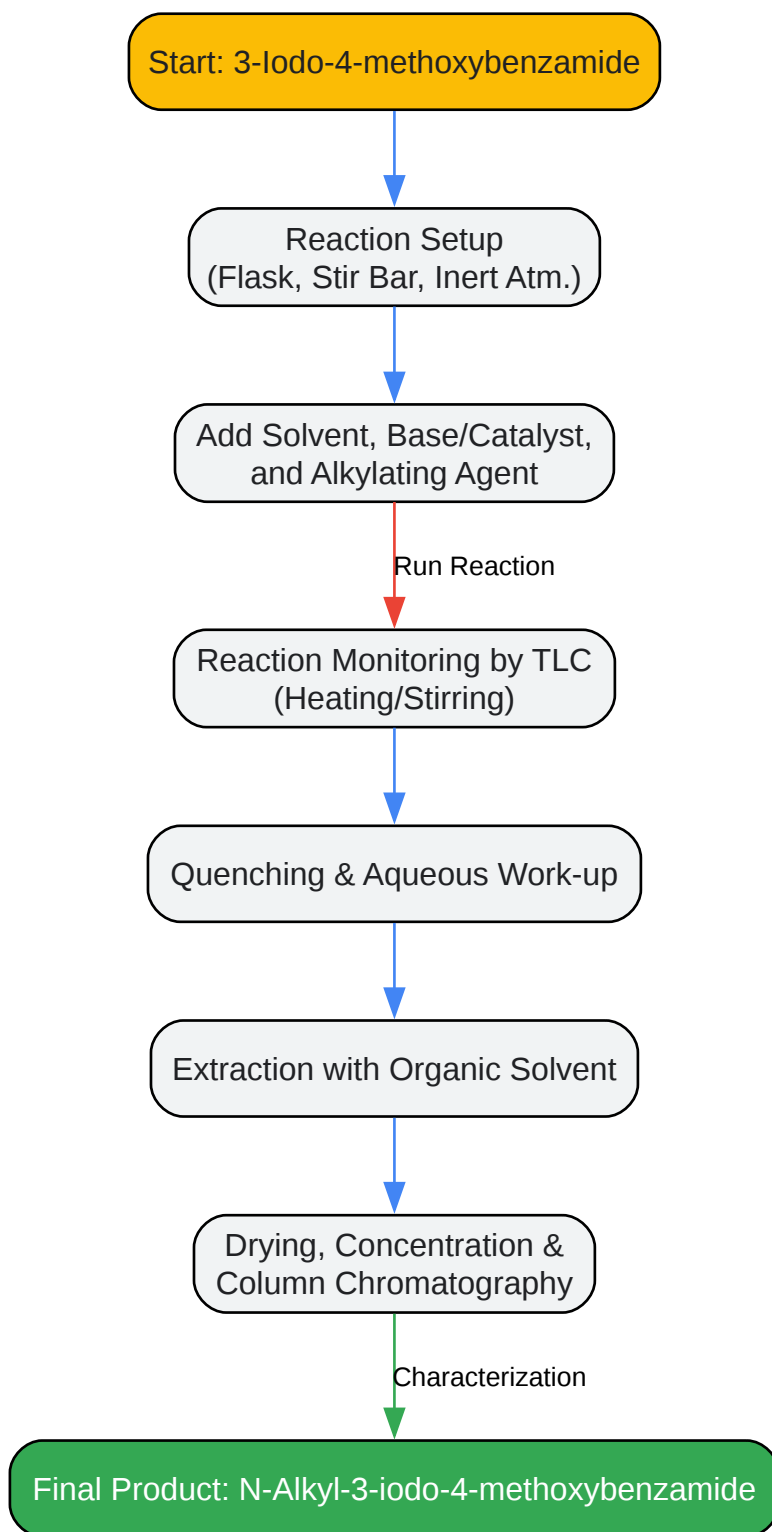 Start: 3-Iodo-4-methoxybenzamide
Reaction Setup
(Flask, Stir Bar, Inert Atm.)
Add Solvent, Base/Catalyst,
and Alkylating Agent
Run Reaction
Reaction Monitoring by TLC
(Heating/Stirring)
Quenching & Aqueous Work-up
Extraction with Organic Solvent
Drying, Concentration &
Column Chromatography
Characterization
Final Product: N-Alkyl-3-iodo-4-methoxybenzamide